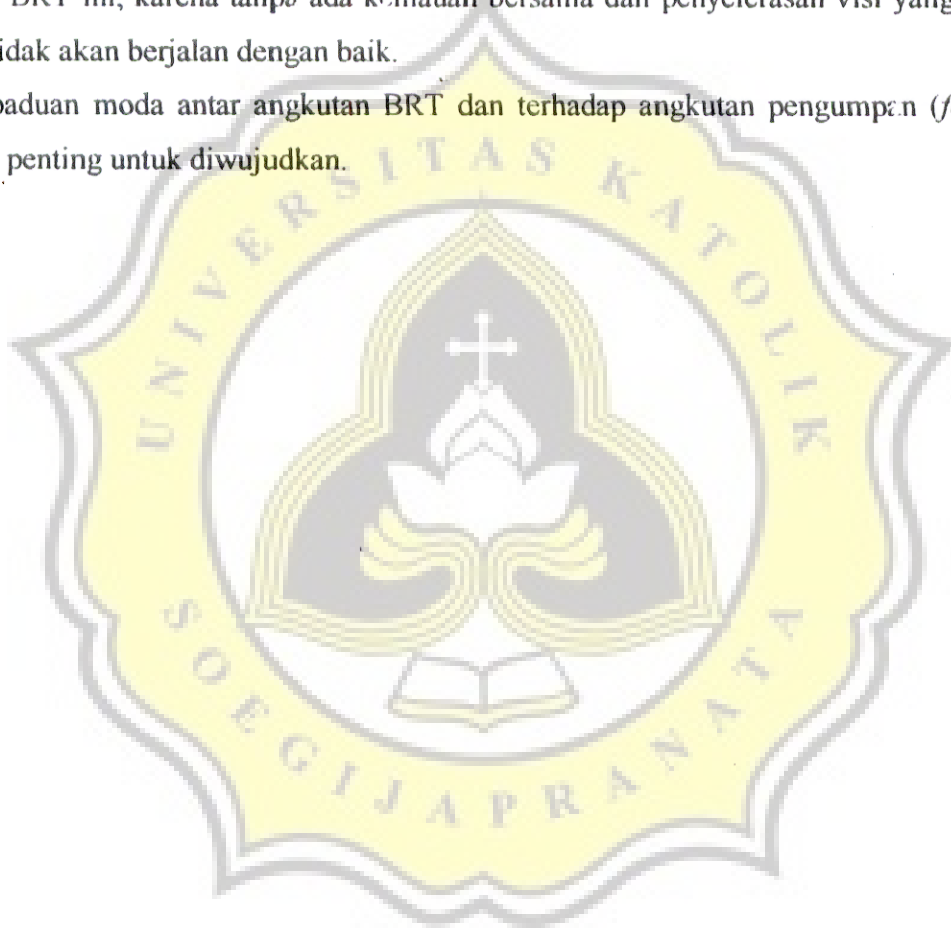 BRT ini, karena tanpa ada kemauan bersama dan penyelerasan visi yang
idak akan berjalan dengan baik.
paduan moda antar angkutan BRT dan terhadap angkutan pengumpan (f
penting untuk diwujudkan.
UNIVERSITAS KATOLIK
SOEGIJAPRANATA